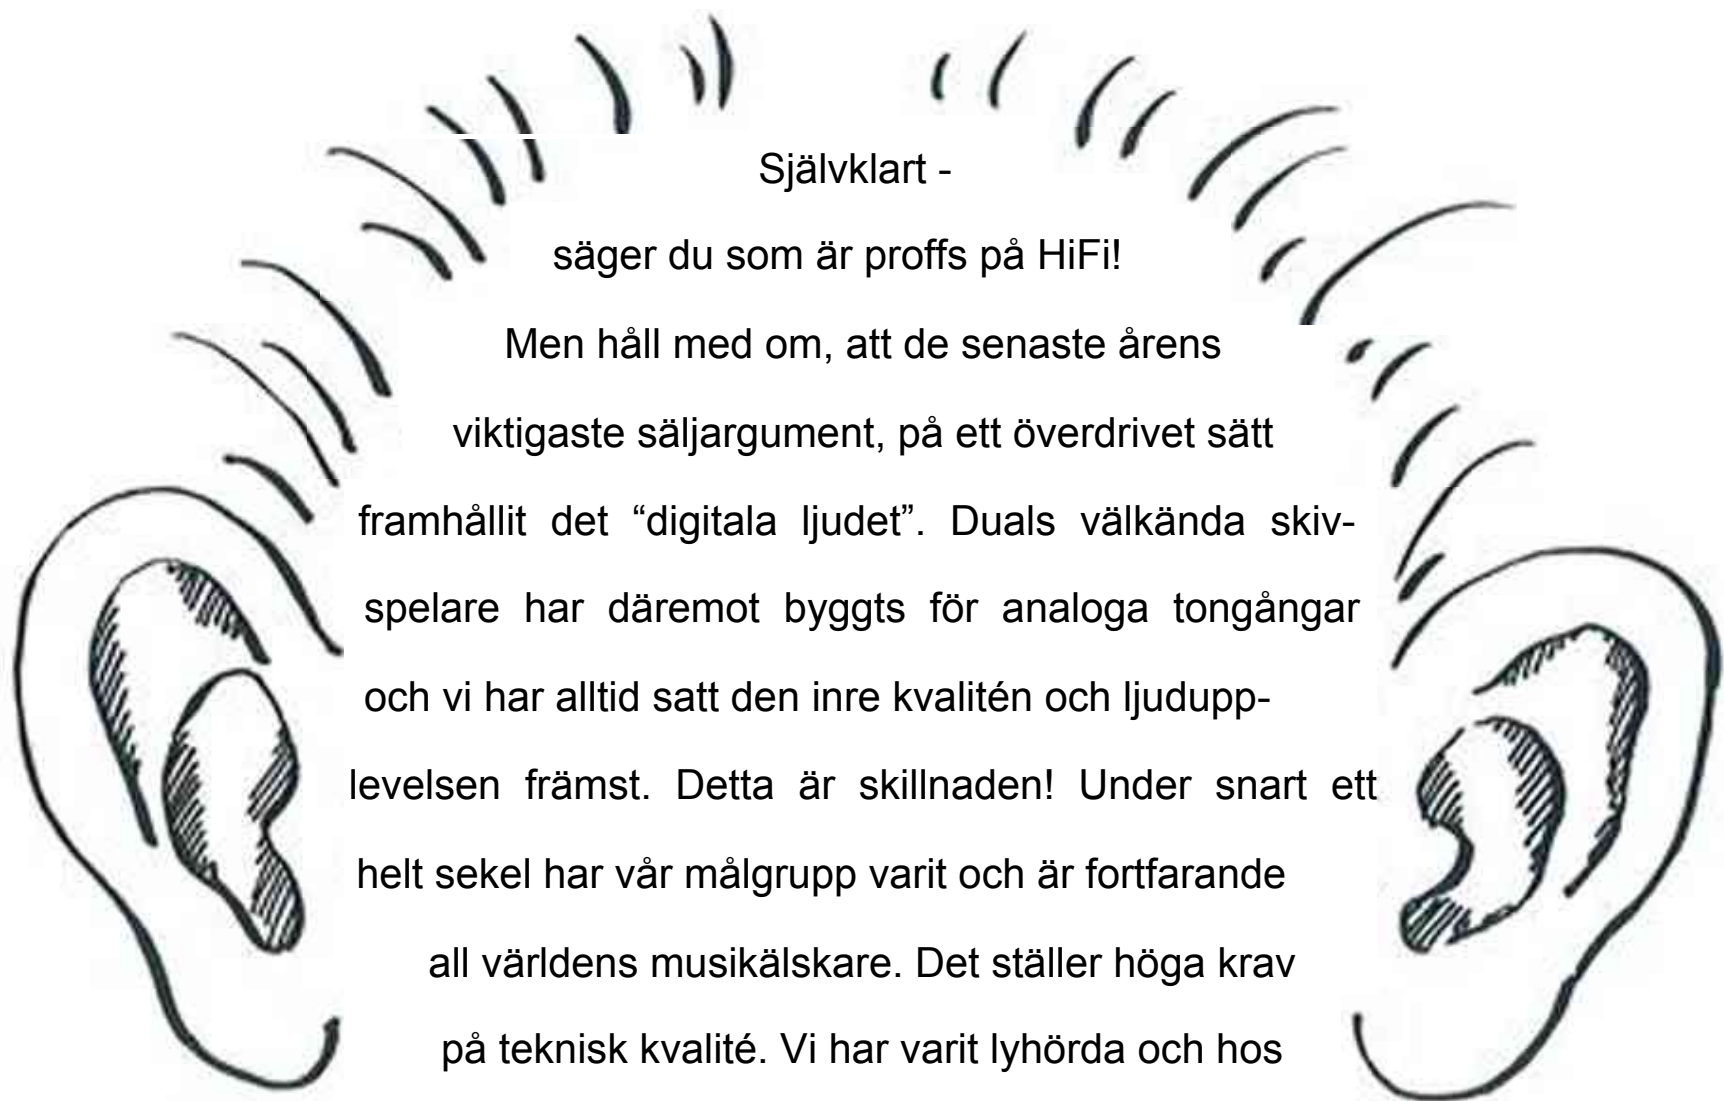 Självklart -
säger du som är proffs på HiFi!
Men håll med om, att de senaste årens
viktigaste säljargument, på ett överdrivet sätt
framhållit det “digitala ljudet”. Duals välkända skiv-
spelare har däremot byggts för analoga tongångar
och vi har alltid satt den inre kvalitén och ljudupp-
levelsen främst. Detta är skillnaden! Under snart ett
helt sekel har vår målgrupp varit och är fortfarande
all världens musikälskare. Det ställer höga krav
på teknisk kvalité. Vi har varit lyhörda och hos